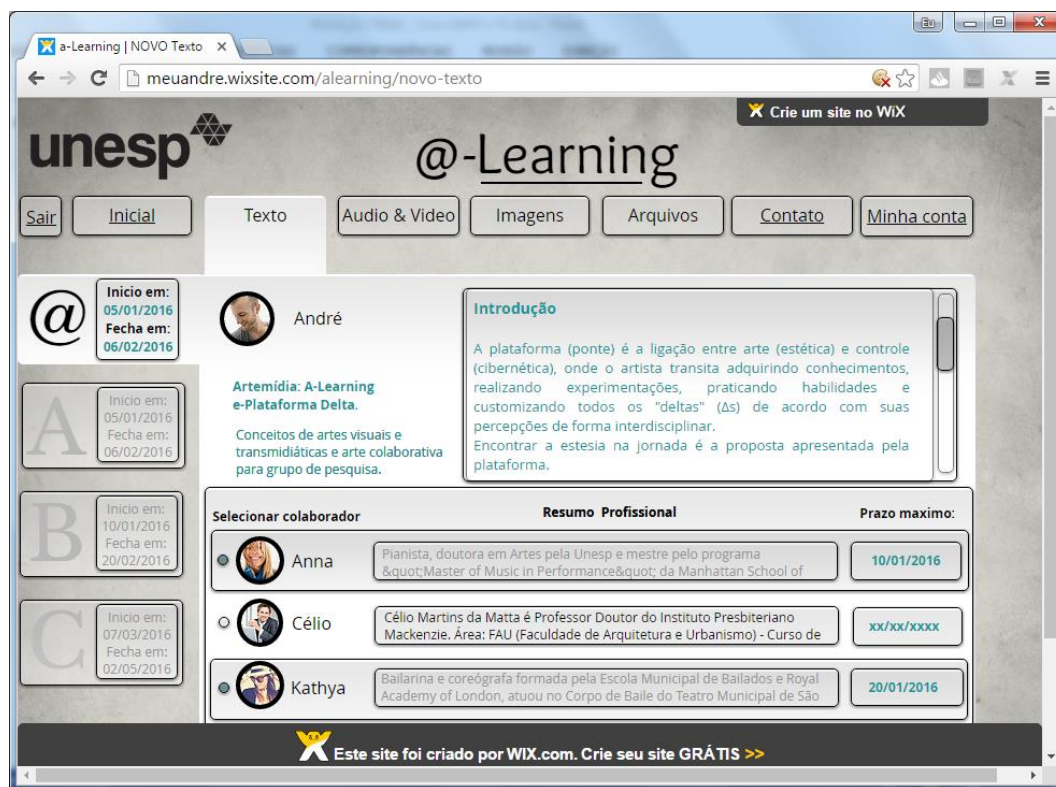 Eu
a-Learning | NOVO Texto
meuandre.wixsite.com/alearning/novo-texto
Crie um site no WiX
unesp
@-Learning
Sair
Inicial
Texto
Audio & Video
Imagens
Arquivos
Contato
Minha conta
@
Inicio em:
05/01/2016
Fecha em:
06/02/2016
A
Inicio em:
05/01/2016
Fecha em:
06/02/2016
B
Inicio em:
10/01/2016
Fecha em:
20/02/2016
C
Inicio em:
07/03/2016
Fecha em:
02/05/2016
André
Artemídia: A-Learning
e-Plataforma Delta.
Conceitos de artes visuais e
transmidiáticas e arte colaborativa
para grupo de pesquisa.
Introdução
A plataforma (ponte) é a ligação entre arte (estética) e controle
(cibernética), onde o artista transita adquirindo conhecimentos,
realizando experimentações, praticando habilidades e
customizando todos os "deltas" (Δs) de acordo com suas
percepções de forma interdisciplinar.
Encontrar a estesia na jornada é a proposta apresentada pela
plataforma.
Selecionar colaborador
Resumo Profissional
Prazo maximo:
Anna
Pianista, doutora em Artes pela Unesp e mestre pelo programa
&quot;Master of Music in Performance&quot; da Manhattan School of
10/01/2016
Célio
Célio Martins da Matta é Professor Doutor do Instituto Presbiteriano
Mackenzie. Área: FAU (Faculdade de Arquitetura e Urbanismo) - Curso de
xx/xx/xxxx
Kathya
Bailarina e coreógrafa formada pela Escola Municipal de Bailados e Royal
Academy of London, atuou no Corpo de Baile do Teatro Municipal de São
20/01/2016
Este site foi criado por WIX.com. Crie seu site GRÁTIS >>